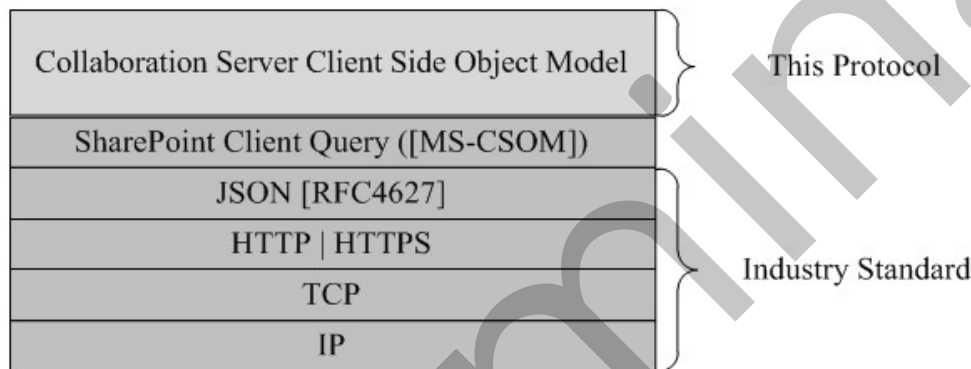 Collaboration Server Client Side Object Model
This Protocol
SharePoint Client Query ([MS-CSOM])
JSON [RFC4627]
HTTP | HTTPS
Industry Standard
TCP
IP